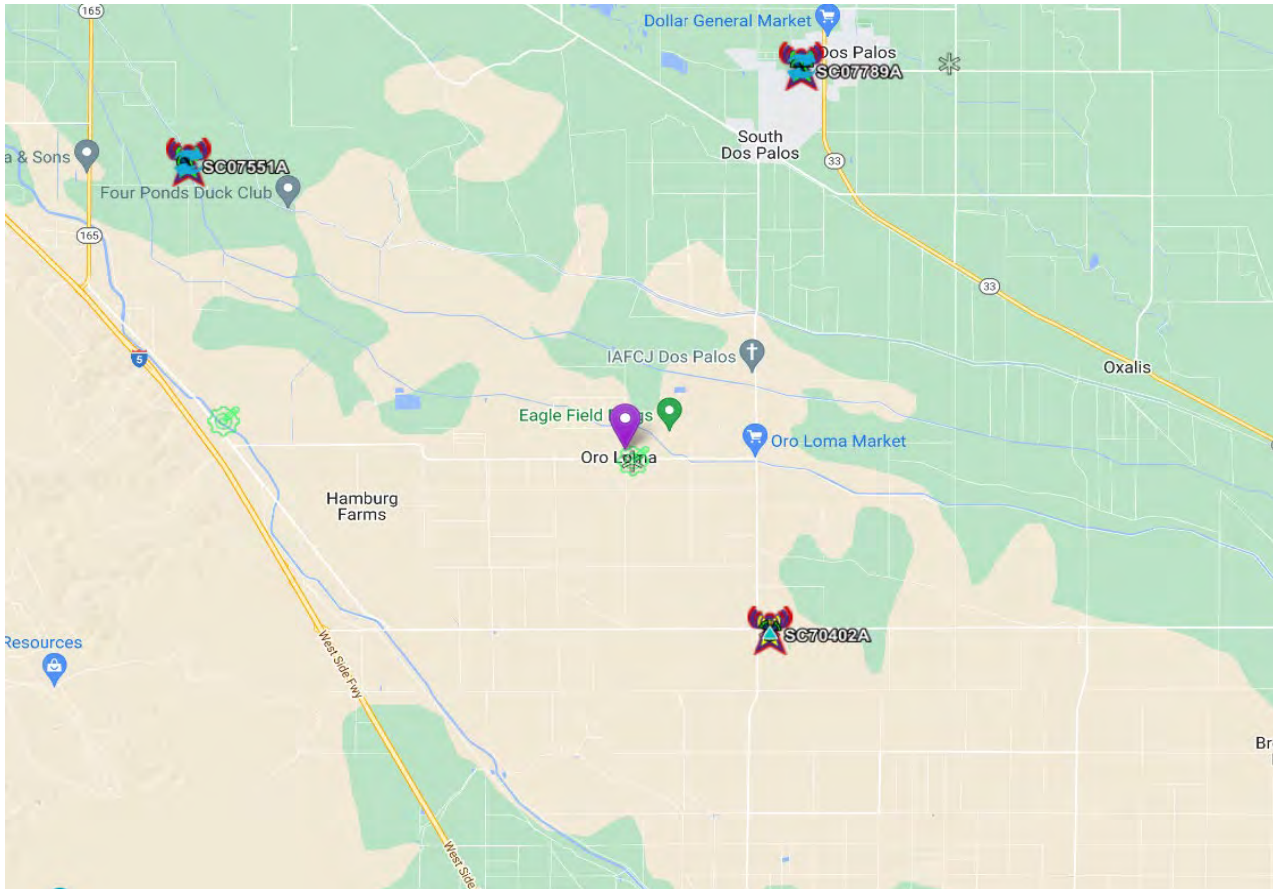 165
Dollar General Market
Dos Palos
SC07789A
South
Dos Palos
a & Sons
SC07551A
Four Ponds Duck Club
33
165
33
5
IAFCJ Dos Palos
Oxalis
Eagle Field
Oro Loma Market
Oro Loma
Hamburg
Farms
SC70402A
Resources
West Side Fwy
Br
West Side